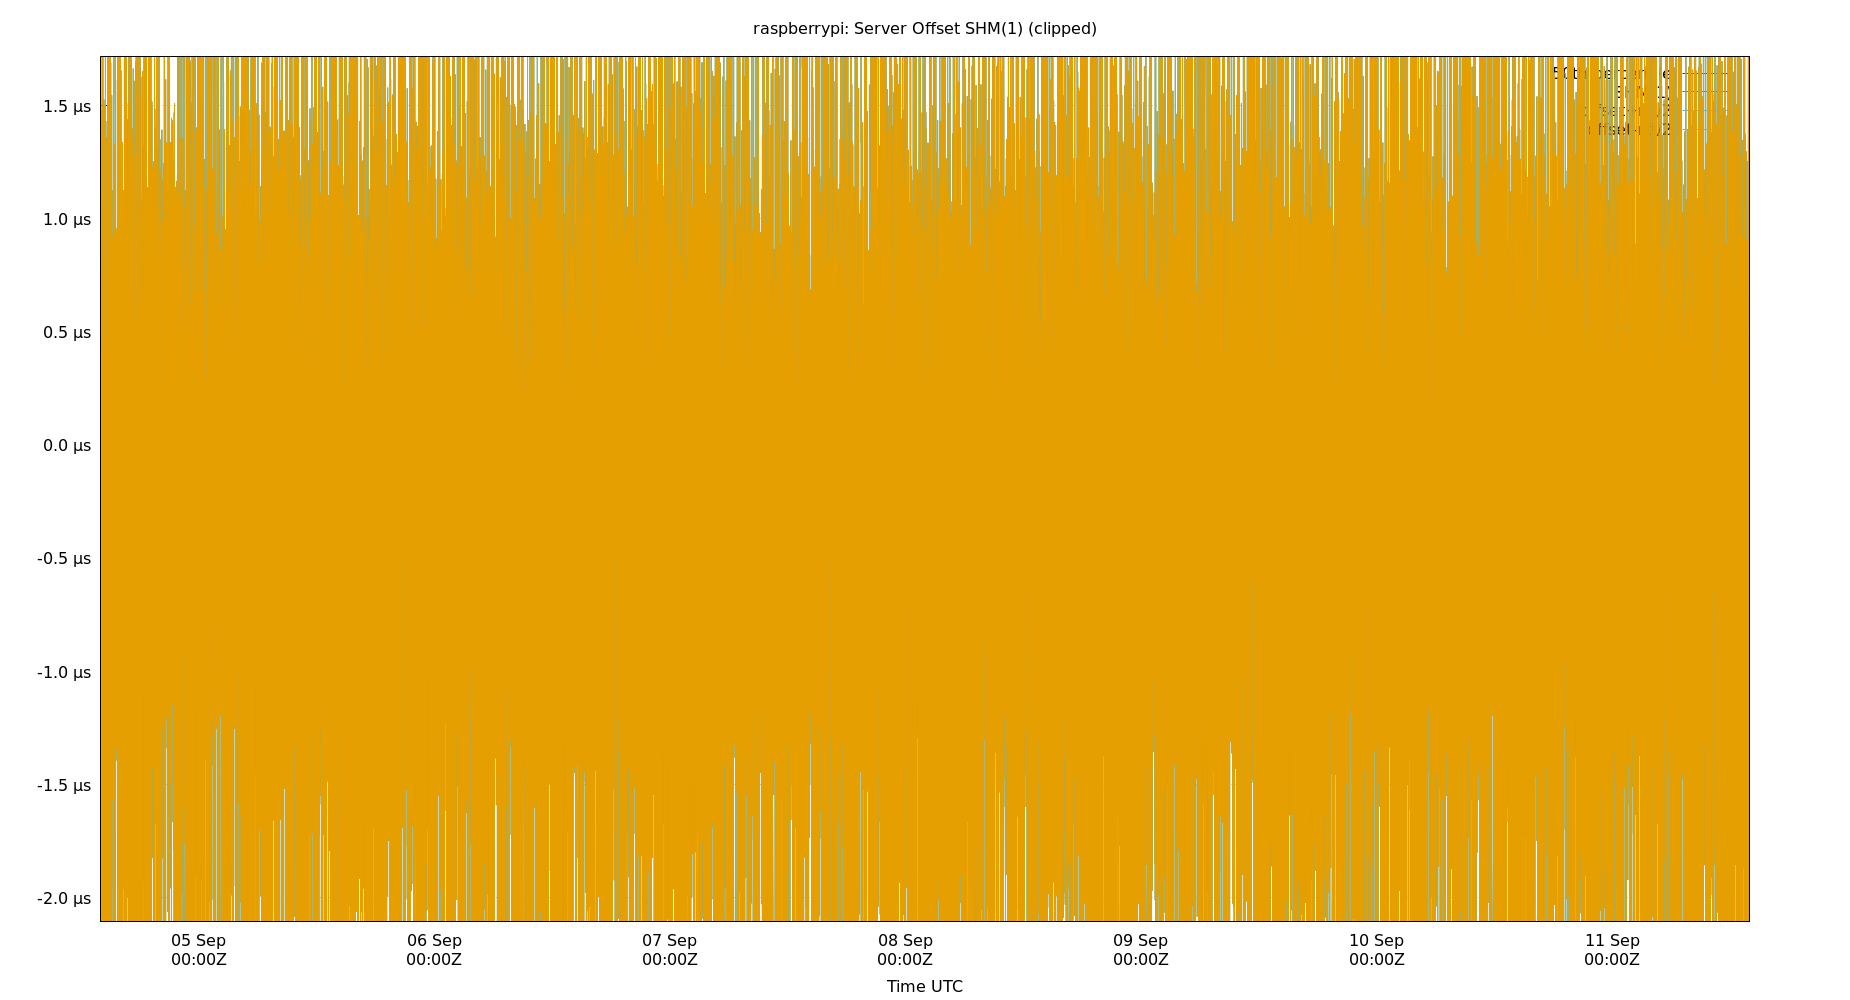 raspberrypi: Server Offset SHM(1) (clipped)
1.5 µs
1.0 µs
0.5 µs
0.0 µs
-0.5 µs
-1.0 µs
-1.5 µs
-2.0 µs
05 Sep 06 Sep 07 Sep 08 Sep 09 Sep 10 Sep 11 Sep
00:00Z 00:00Z 00:00Z 00:00Z 00:00Z 00:00Z 00:00Z
Time UTC